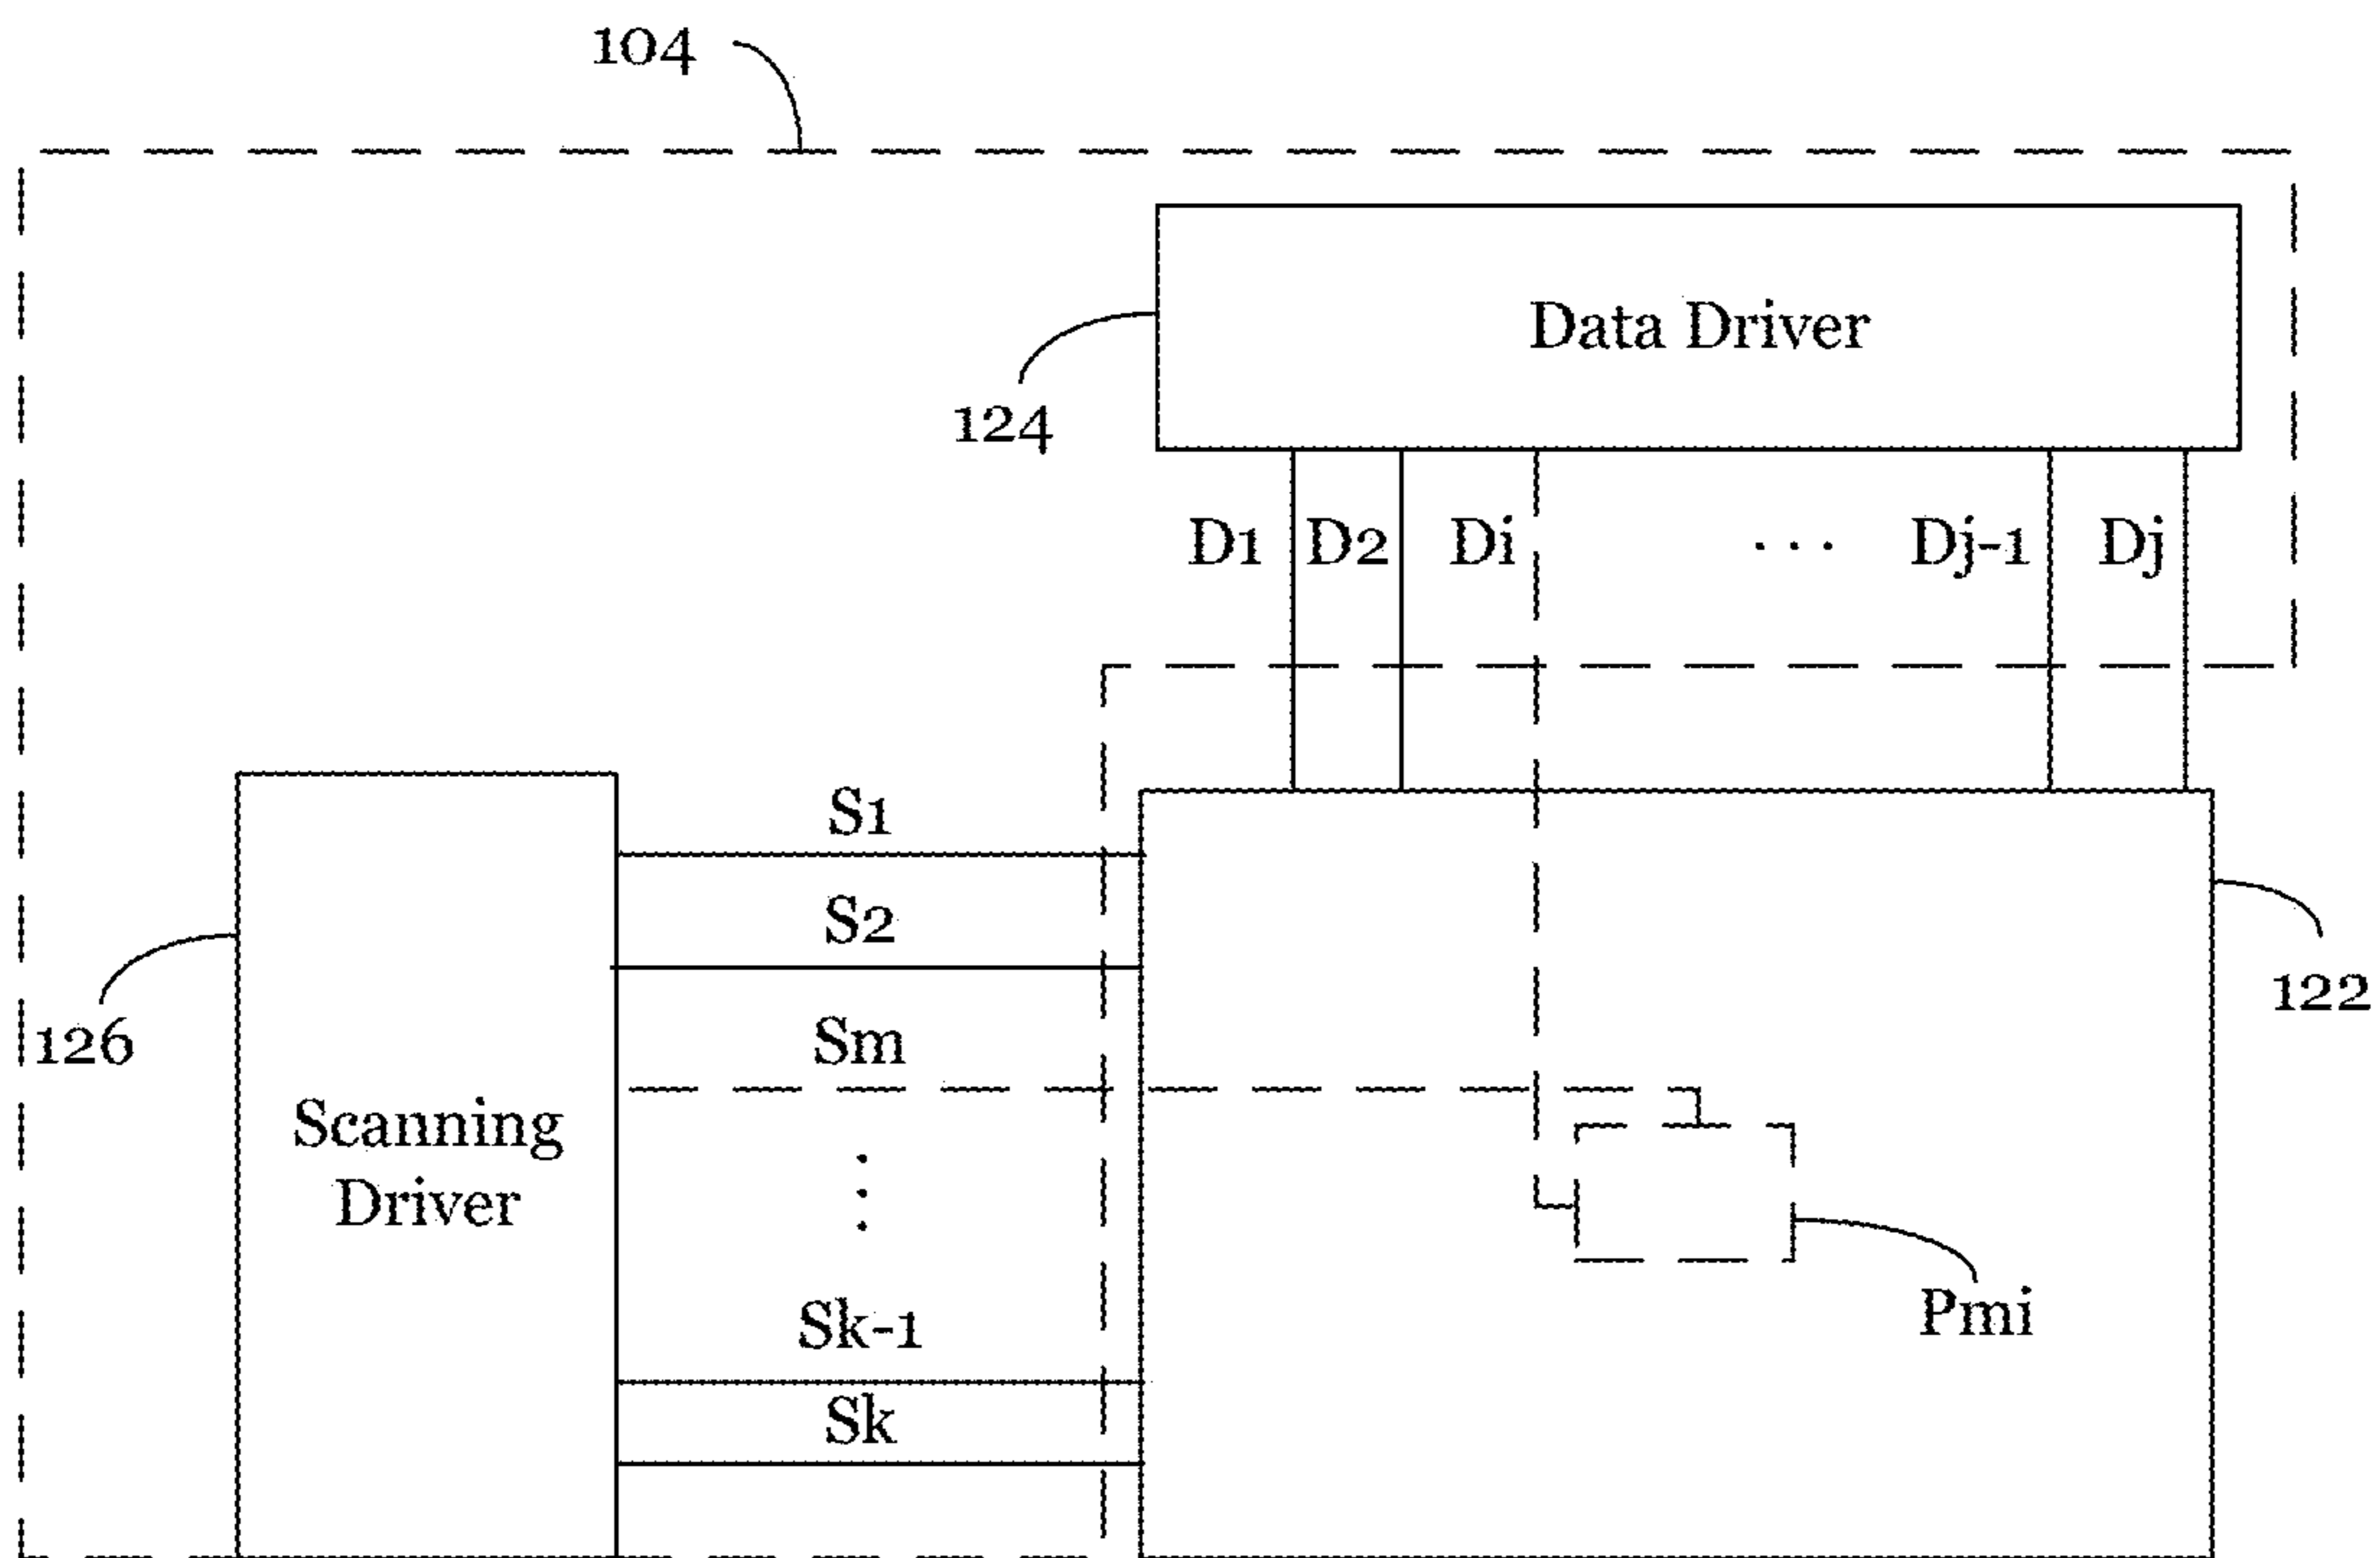 104
Data Driver
124
D1 D2 Di ... Dj-1 Dj
S1
S2
122
126
Sm
Scanning
Driver
⋮
Pmi
Sk-1
Sk